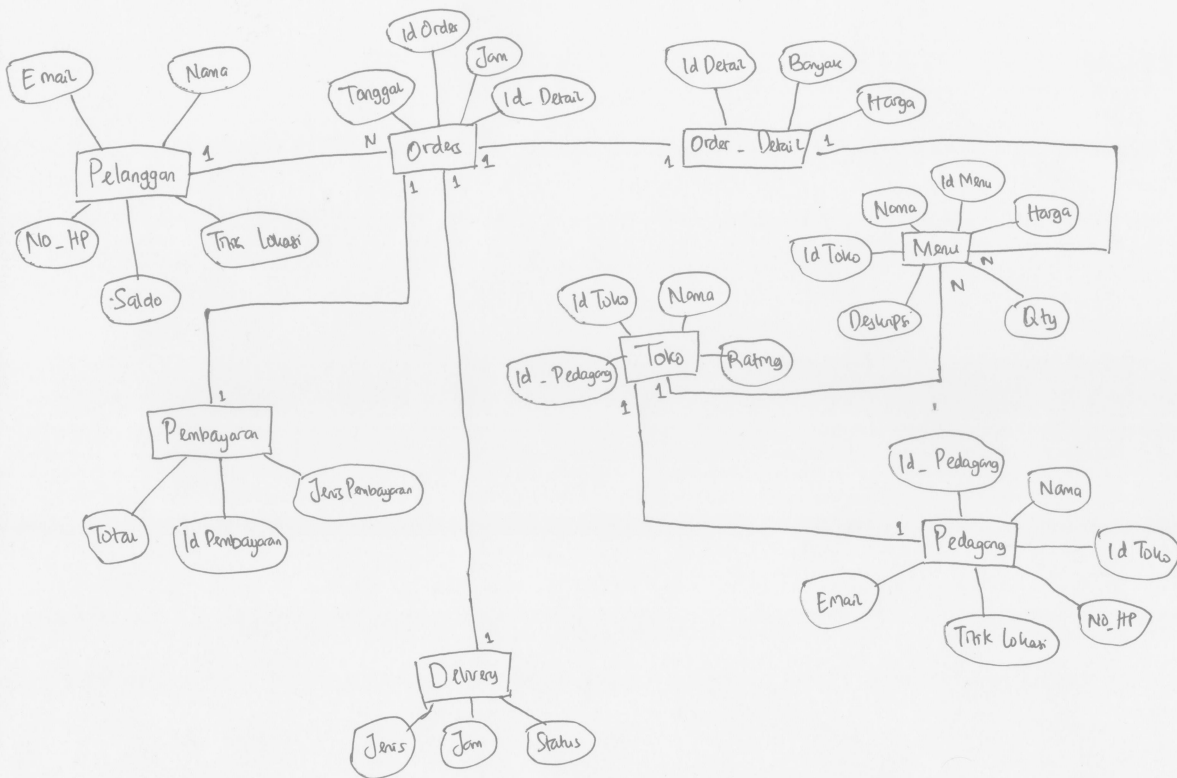 Id Order
Email
Nama
Tanggal
Jam
Id_Detail
Id Detail
Banyak
Harga
Pelanggan
1
N
Orders
1
1
Order_Detail
1
1
1
NO_HP
Titik Lokasi
Saldo
Nama
Id Menu
Harga
Id Toko
Menu
N
N
Deskripsi
Qty
Id Toko
Nama
Id_Pedagang
Toko
Rating
1
1
1
Pembayaran
Total
Id Pembayaran
Jenis Pembayaran
Id_Pedagang
Nama
1
Pedagang
Id Toko
Email
Titik Lokasi
NO_HP
1
Delivery
Jenis
Jam
Status